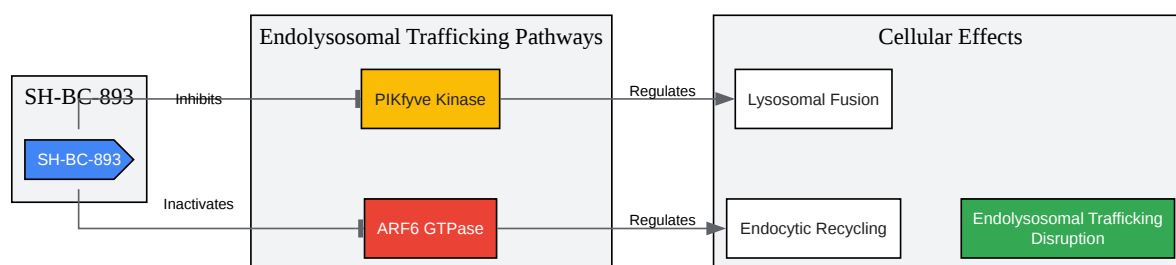 Endolysosomal Trafficking Pathways
Cellular Effects
SH-BC-893
Inhibits
PIKfyve Kinase
Regulates
Lysosomal Fusion
SH-BC-893
Inactivates
ARF6 GTPase
Regulates
Endocytic Recycling
Endolysosomal Trafficking
Disruption